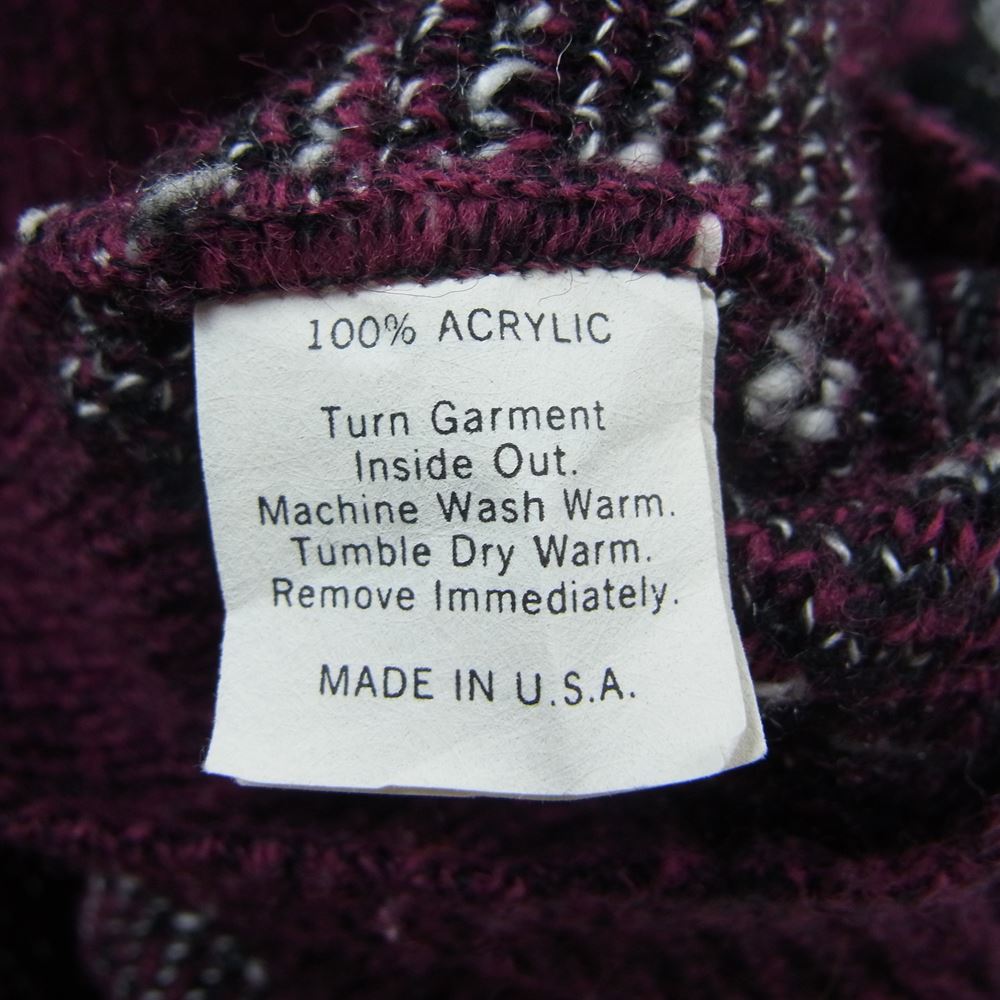 100% ACRYLIC
Turn Garment
Inside Out.
Machine Wash Warm.
Tumble Dry Warm.
Remove Immediately.
MADE IN U.S.A.